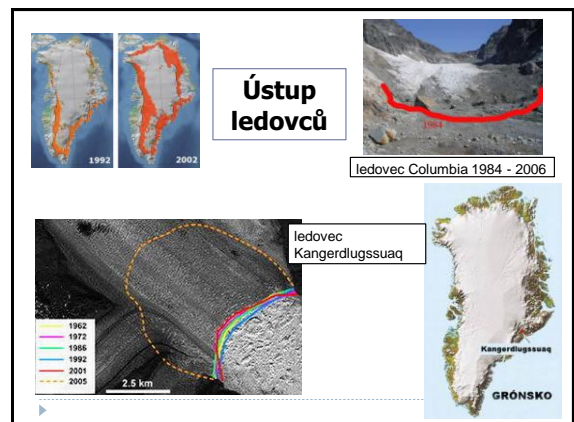 1992
2002
Ústup
ledovců
1984
ledovec Columbia 1984 - 2006
ledovec
Kangerdlugssuaq
1962
1972
1985
1992
2001
2005
2.5 km
Kangerdlugssuaq
GRÓNSKO